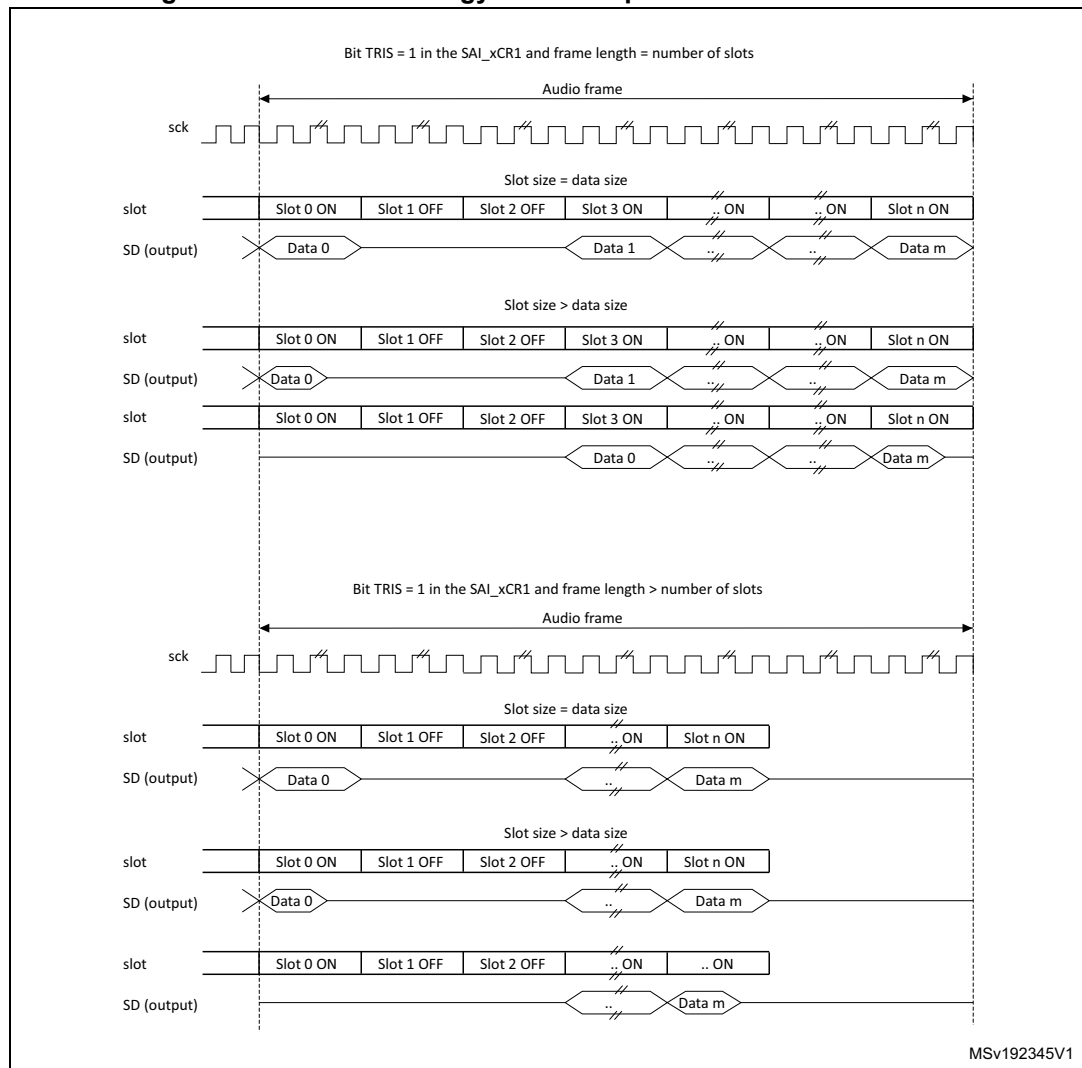 Bit TRIS = 1 in the SAI_xCR1 and frame length = number of slots
Audio frame
sck
Slot size = data size
slot Slot 0 ON Slot 1 OFF Slot 2 OFF Slot 3 ON .. ON .. ON Slot n ON
SD (output) Data 0 Data 1 .. .. Data m
Slot size > data size
slot Slot 0 ON Slot 1 OFF Slot 2 OFF Slot 3 ON .. ON .. ON Slot n ON
SD (output) Data 0 Data 1 .. .. Data m
slot Slot 0 ON Slot 1 OFF Slot 2 OFF Slot 3 ON .. ON .. ON Slot n ON
SD (output) Data 0 .. .. Data m
Bit TRIS = 1 in the SAI_xCR1 and frame length > number of slots
Audio frame
sck
Slot size = data size
slot Slot 0 ON Slot 1 OFF Slot 2 OFF .. ON Slot n ON
SD (output) Data 0 .. Data m
Slot size > data size
slot Slot 0 ON Slot 1 OFF Slot 2 OFF .. ON Slot n ON
SD (output) Data 0 .. Data m
slot Slot 0 ON Slot 1 OFF Slot 2 OFF .. ON .. ON
SD (output) .. Data m
MSv192345V1